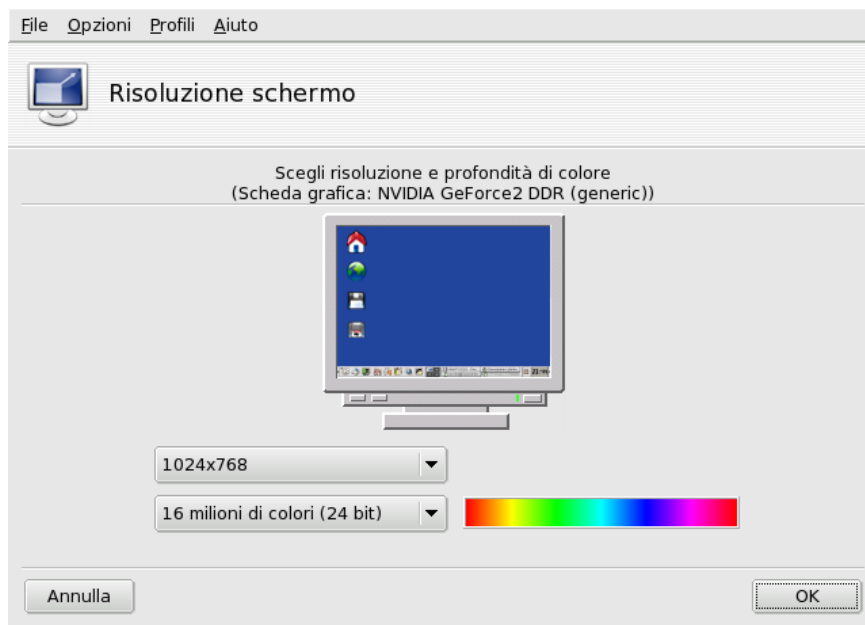 File Opzioni Profili Aiuto
Risoluzione schermo
Scegli risoluzione e profondità di colore
(Scheda grafica: NVIDIA GeForce2 DDR (generic))
1024x768
16 milioni di colori (24 bit)
Annulla OK